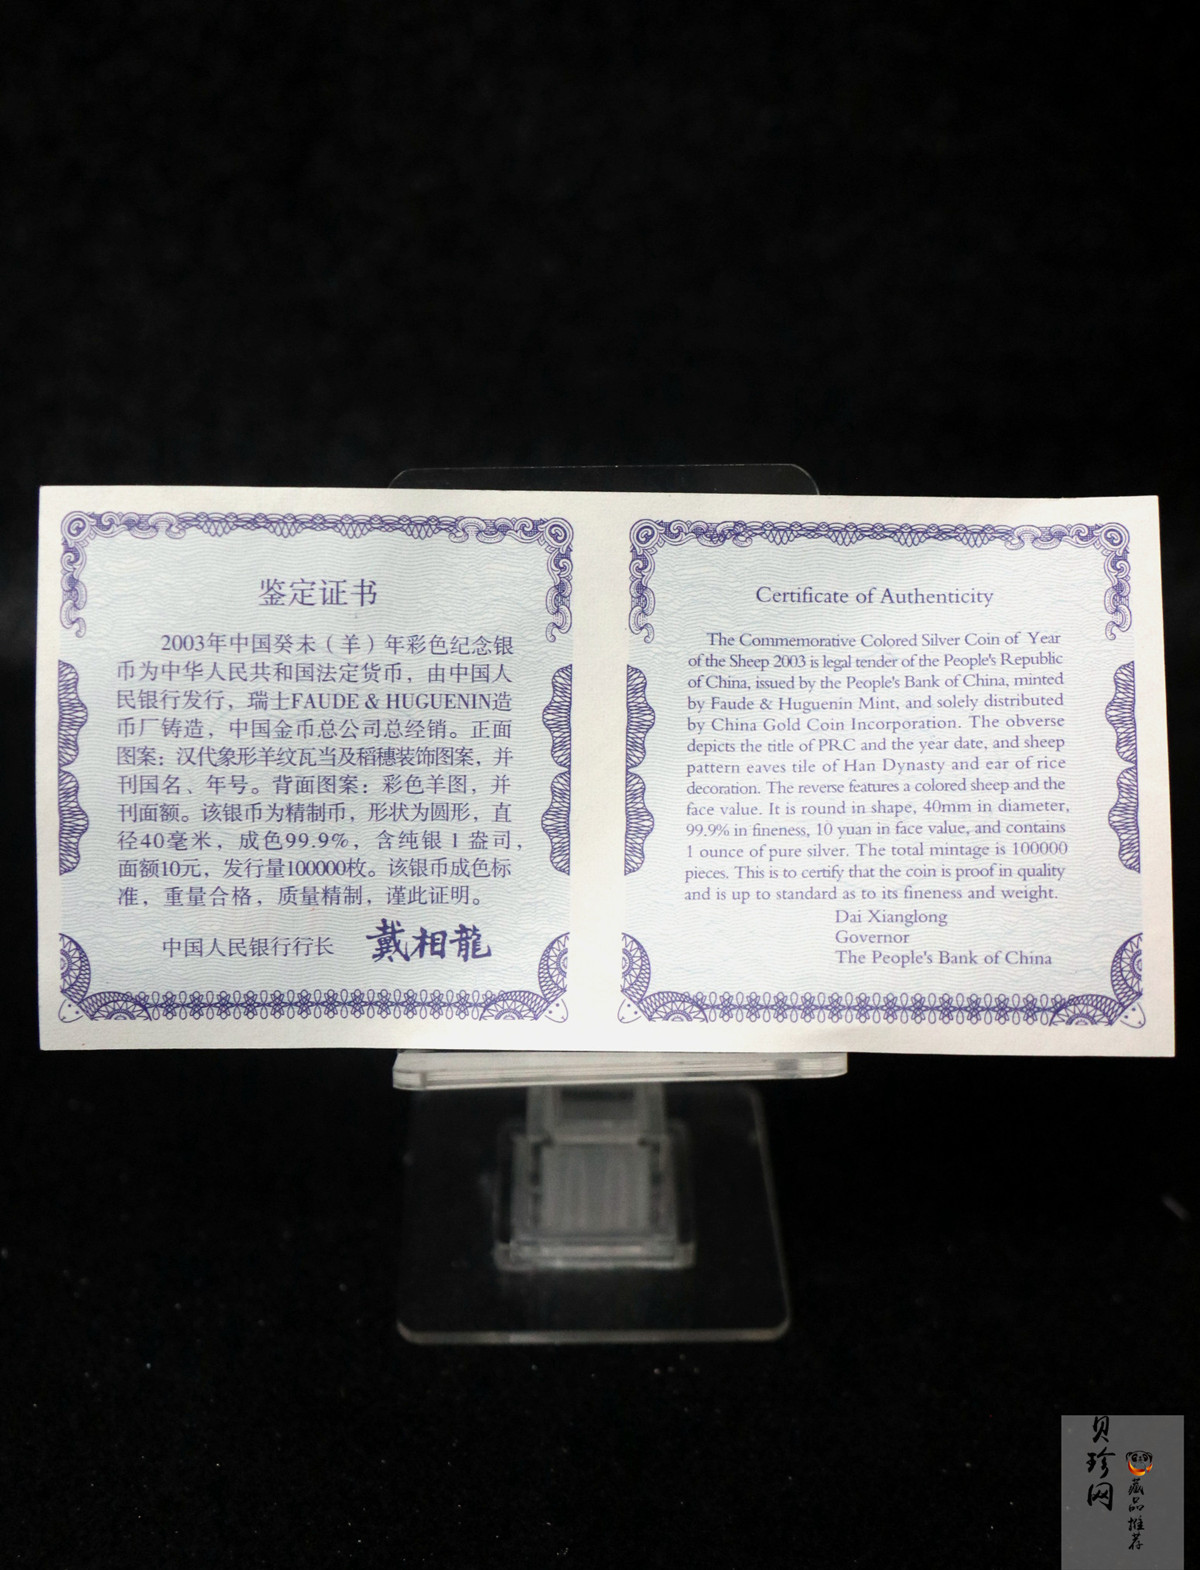 鉴定证书
2003年中国癸未（羊）年彩色纪念银
币为中华人民共和国法定货币，由中国人
民银行发行，瑞士FAUDE & HUGUENIN造
币厂铸造，中国金币总公司总经销。正面
图案：汉代象形羊纹瓦当及稻穗装饰图案，并
刊国名、年号。背面图案：彩色羊图，并
刊面额。该银币为精制币，形状为圆形，直
径40毫米，成色99.9%，含纯银1盎司，
面额10元，发行量100000枚。该银币成色标
准，重量合格，质量精制，谨此证明。
中国人民银行行长 戴相龍
Certificate of Authenticity
The Commemorative Colored Silver Coin of Year
of the Sheep 2003 is legal tender of the People's Republic
of China, issued by the People's Bank of China, minted
by Faude & Huguenin Mint, and solely distributed
by China Gold Coin Incorporation. The obverse
depicts the title of PRC and the year date, and sheep
pattern eaves tile of Han Dynasty and ear of rice
decoration. The reverse features a colored sheep and the
face value. It is round in shape, 40mm in diameter,
99.9% in fineness, 10 yuan in face value, and contains
1 ounce of pure silver. The total mintage is 100000
pieces. This is to certify that the coin is proof in quality
and is up to standard as to its fineness and weight.
Dai Xianglong
Governor
The People's Bank of China
贝珍网
藏品推荐